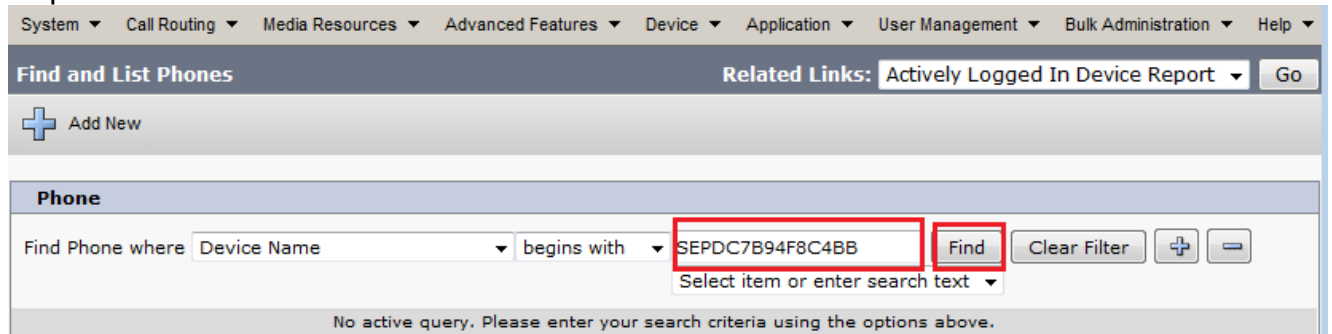 System Call Routing Media Resources Advanced Features Device Application User Management Bulk Administration Help
Find and List Phones Related Links: Actively Logged In Device Report Go
Add New
Phone
Find Phone where Device Name begins with SEPDC7B94F8C4BB Find Clear Filter
Select item or enter search text
No active query. Please enter your search criteria using the options above.